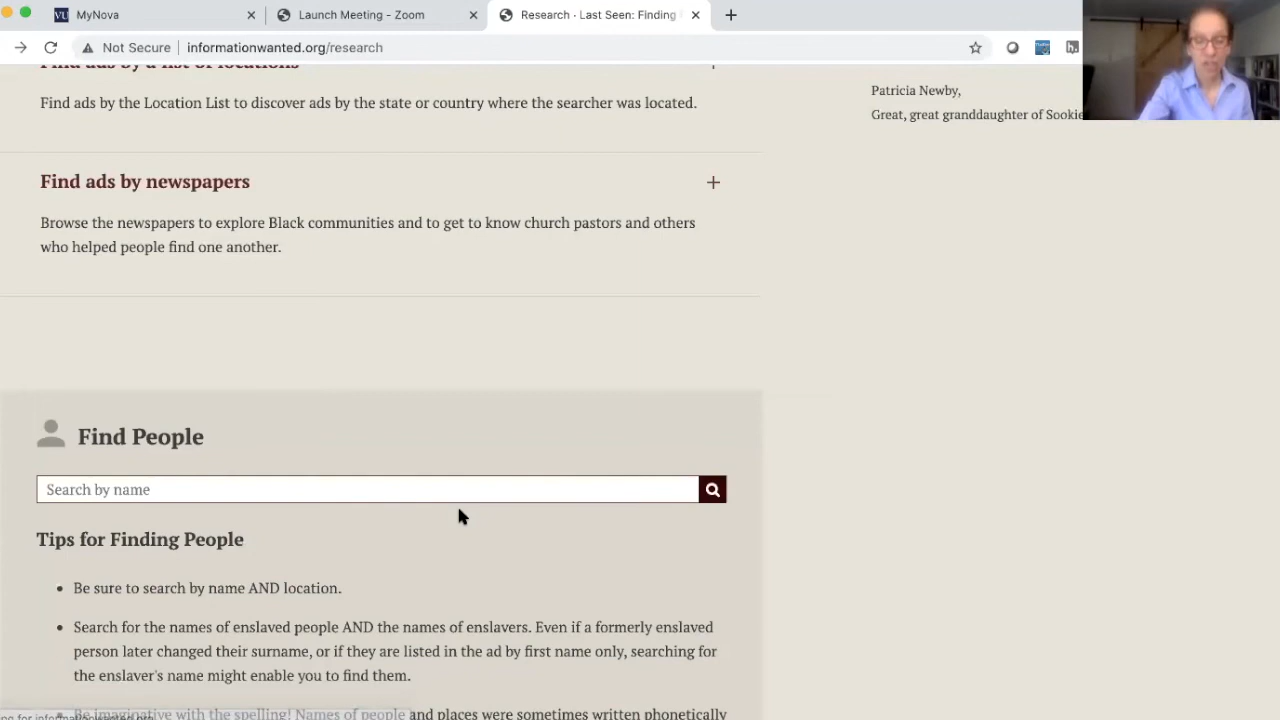 MyNova
Launch Meeting - Zoom
Research · Last Seen: Finding
Not Secure
informationwanted.org/research
Find ads by a list of locations
Find ads by the Location List to discover ads by the state or country where the searcher was located.
Patricia Newby,
Great, great granddaughter of Sookie
Find ads by newspapers
Browse the newspapers to explore Black communities and to get to know church pastors and others
who helped people find one another.
Find People
Search by name
Tips for Finding People
Be sure to search by name AND location.
Search for the names of enslaved people AND the names of enslavers. Even if a formerly enslaved
person later changed their surname, or if they are listed in the ad by first name only, searching for
the enslaver's name might enable you to find them.
Be imaginative with the spelling! Names of people and places were sometimes written phonetically